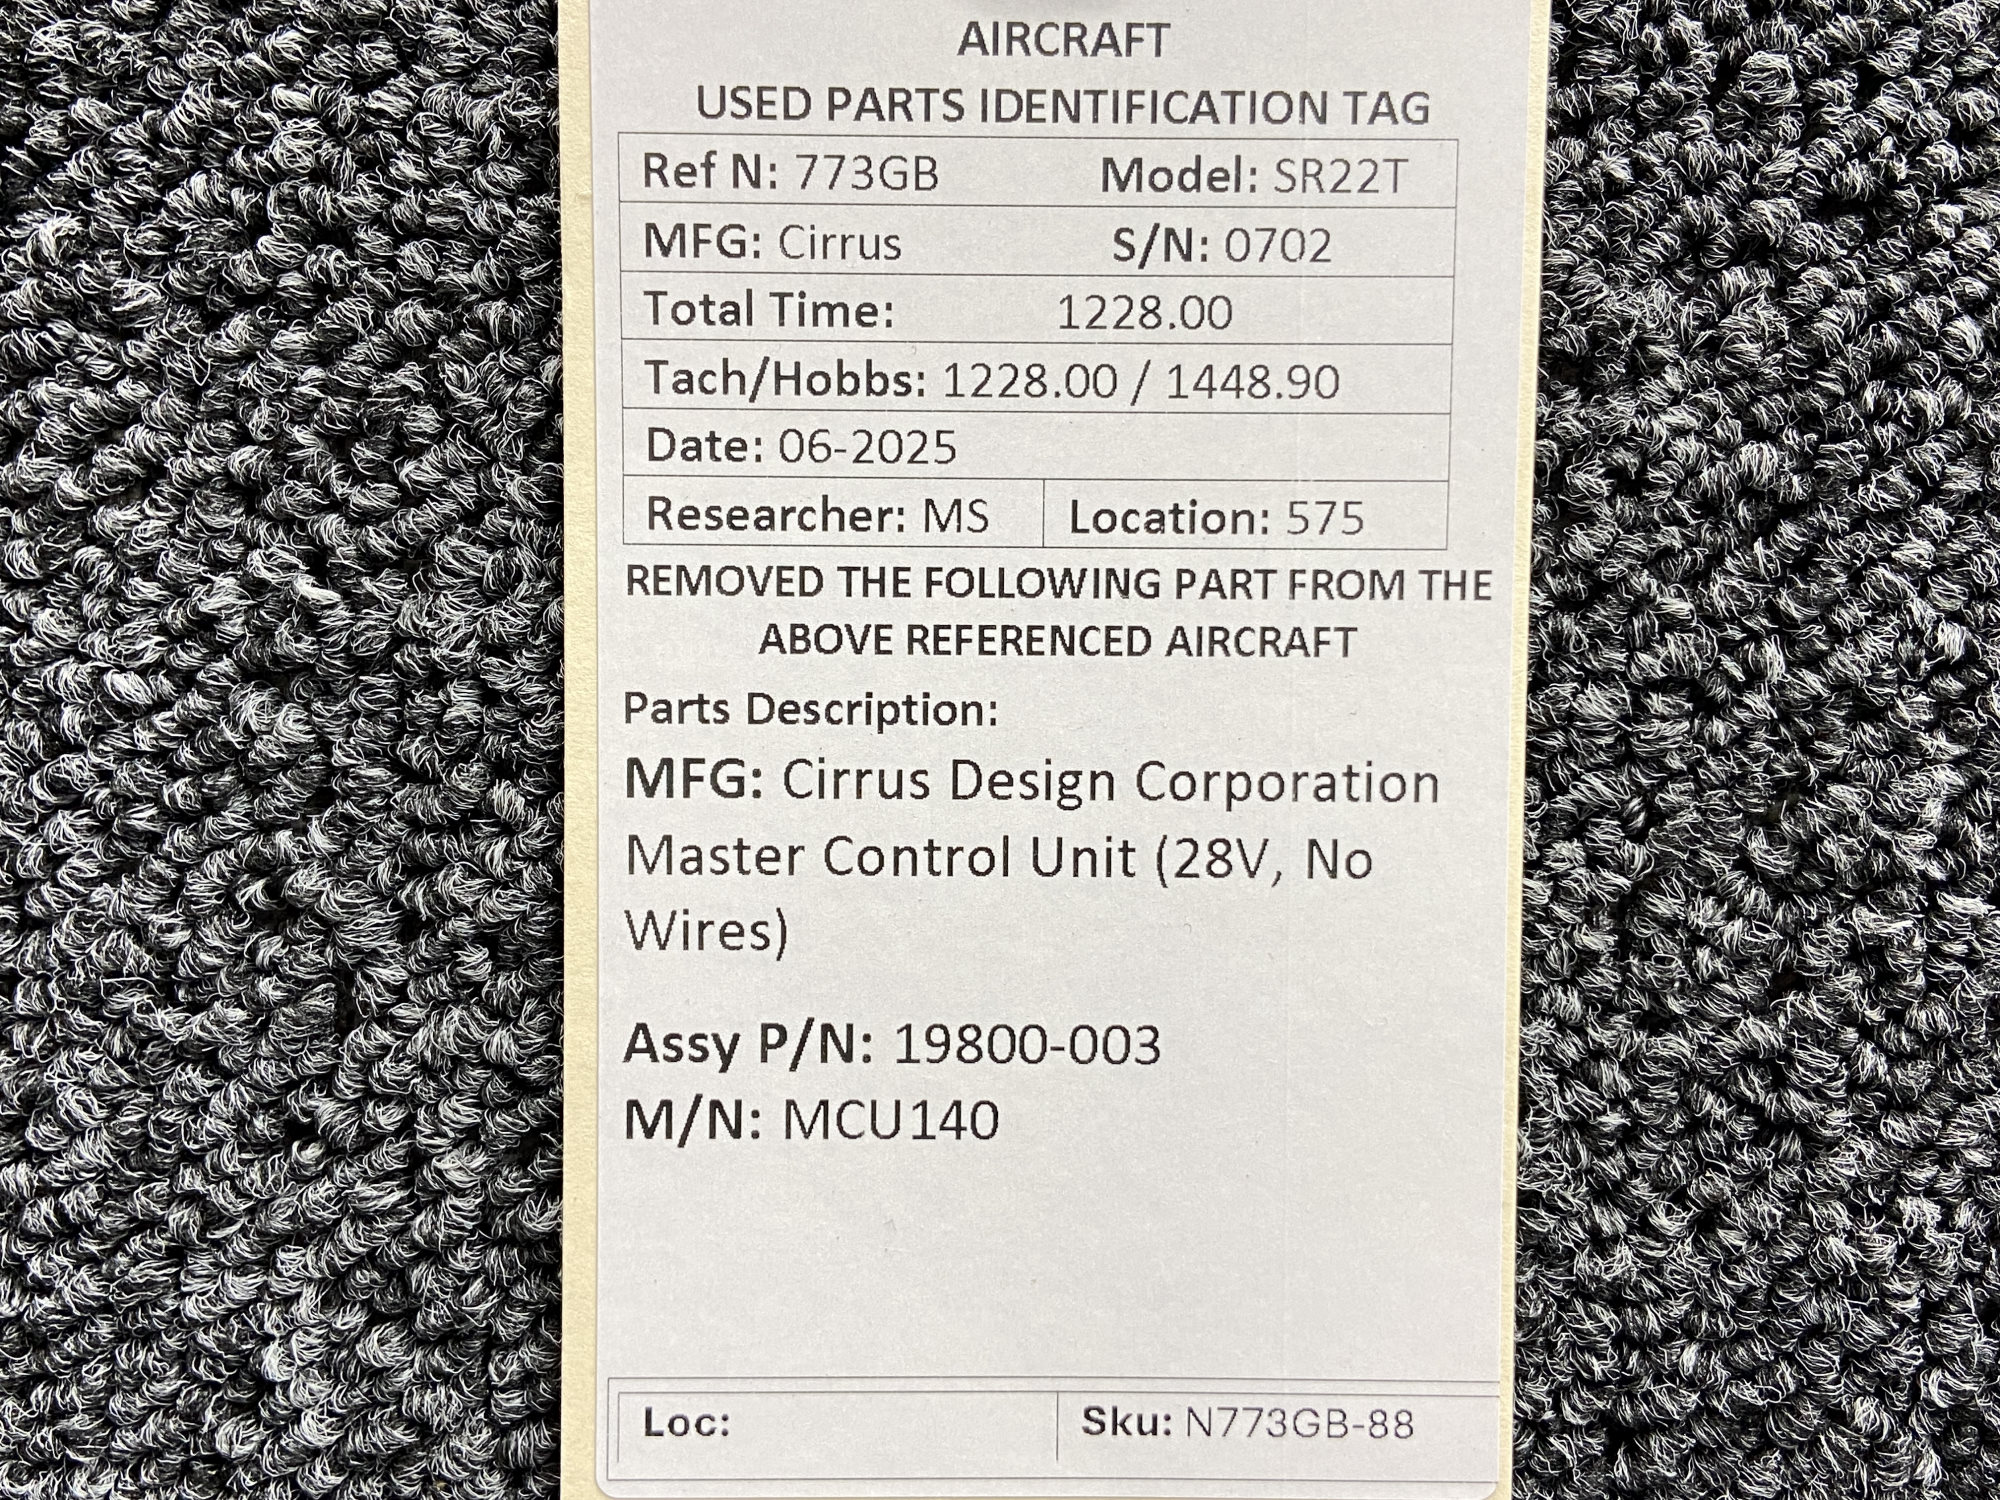 AIRCRAFT
USED PARTS IDENTIFICATION TAG
Ref N: 773GB Model: SR22T
MFG: Cirrus S/N: 0702
Total Time: 1228.00
Tach/Hobbs: 1228.00 / 1448.90
Date: 06-2025
Researcher: MS Location: 575
REMOVED THE FOLLOWING PART FROM THE
ABOVE REFERENCED AIRCRAFT
Parts Description:
MFG: Cirrus Design Corporation
Master Control Unit (28V, No
Wires)
Assy P/N: 19800-003
M/N: MCU140
Loc: Sku: N773GB-88